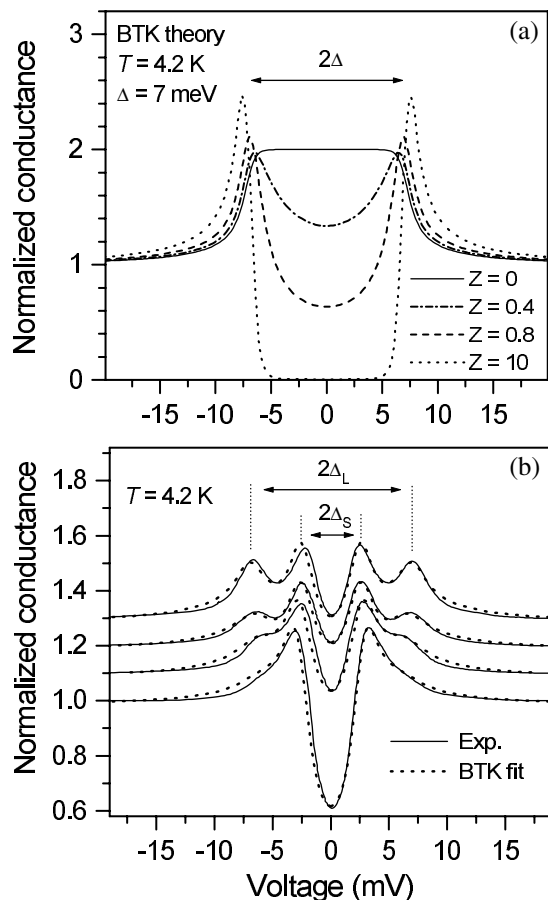 BTK theory
T = 4.2 K
Δ = 7 meV
(a)
2Δ
3
2
1
0
Normalized conductance
Z = 0
Z = 0.4
Z = 0.8
Z = 10
-15 -10 -5 0 5 10 15
(b)
T = 4.2 K
2Δ_L
2Δ_S
1.8
1.6
1.4
1.2
1.0
0.8
0.6
Normalized conductance
Exp.
BTK fit
-15 -10 -5 0 5 10 15
Voltage (mV)